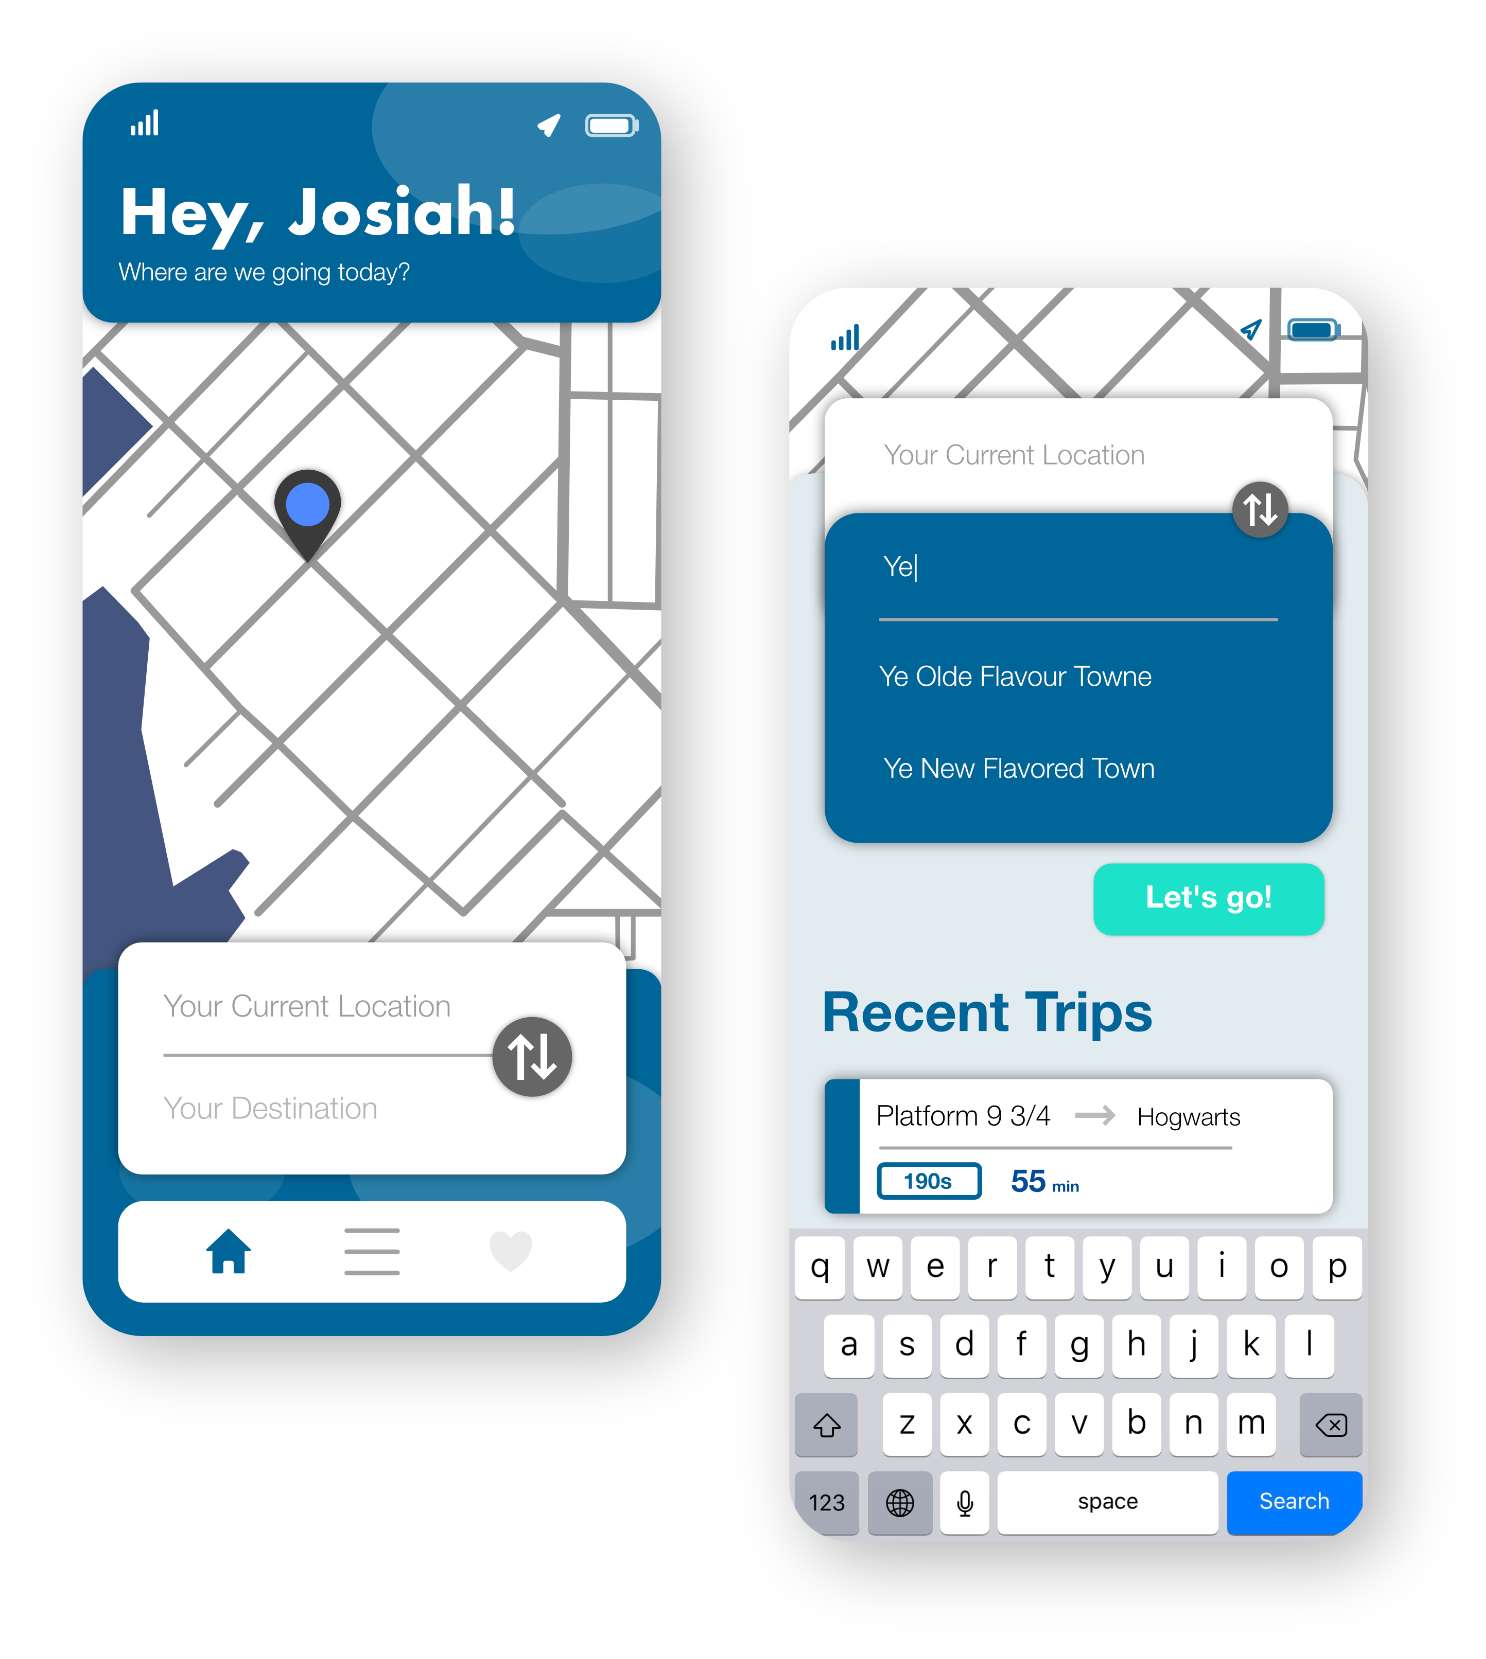 Hey, Josiah!
Where are we going today?
Your Current Location
Your Destination
Your Current Location
Ye
Ye Olde Flavour Towne
Ye New Flavored Town
Let's go!
Recent Trips
Platform 9 3/4 Hogwarts
190s 55 min
q w e r t y u i o p
a s d f g h j k l
z x c v b n m
123 space Search